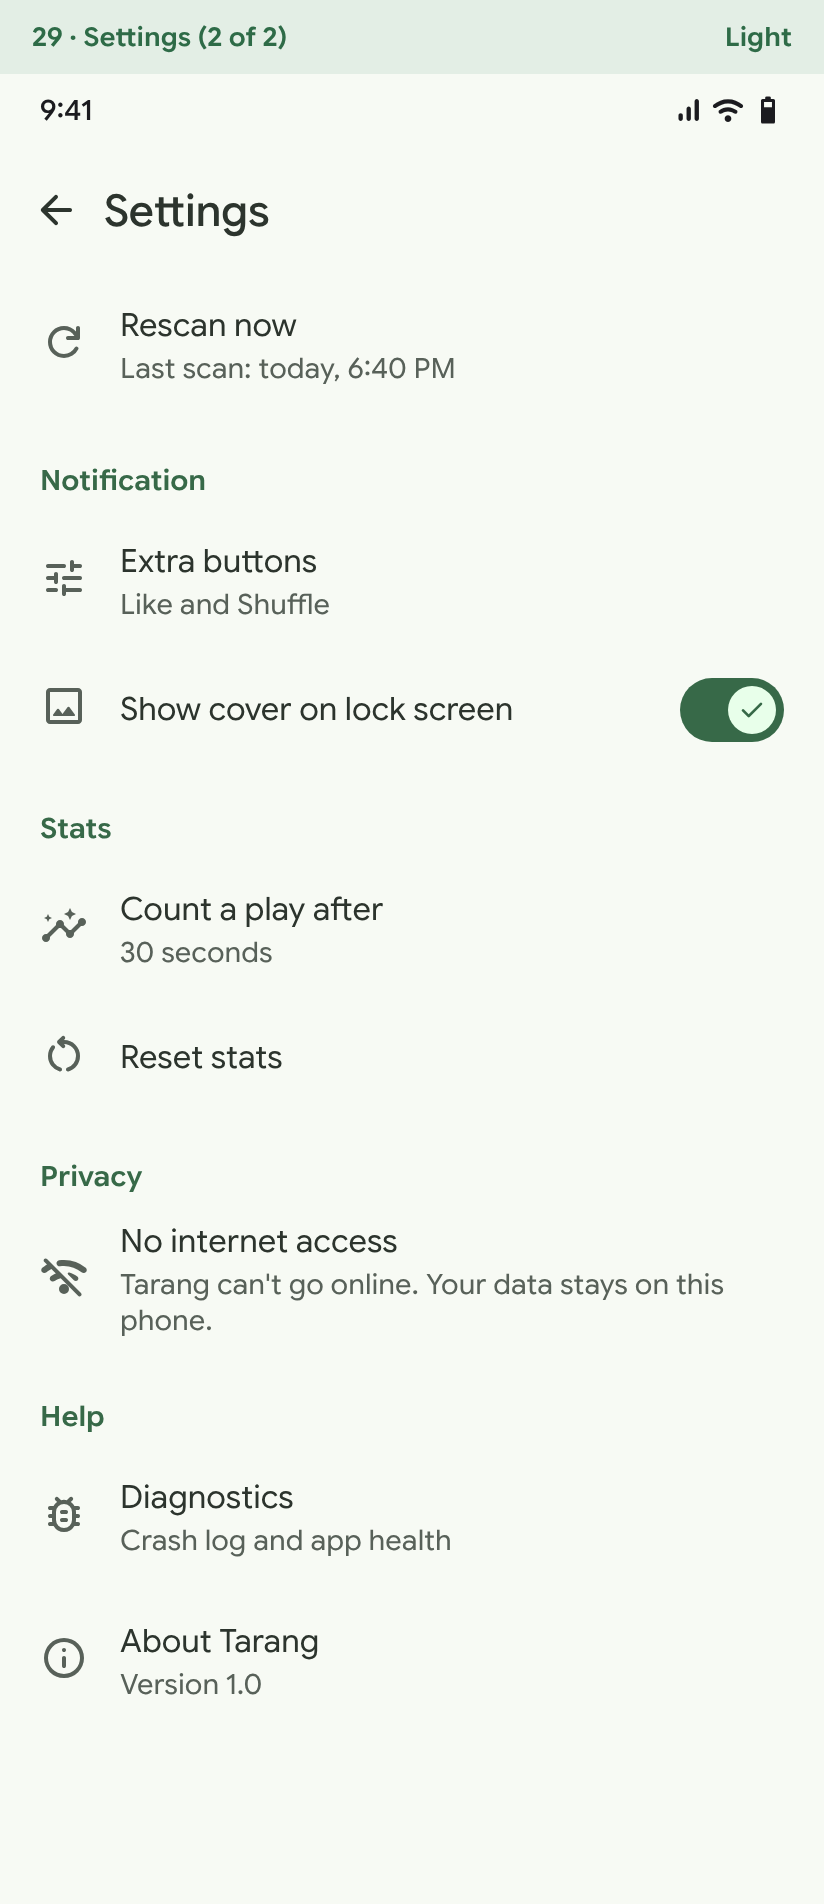 29 · Settings (2 of 2) Light
9:41
Settings
Rescan now
Last scan: today, 6:40 PM
Notification
Extra buttons
Like and Shuffle
Show cover on lock screen
Stats
Count a play after
30 seconds
Reset stats
Privacy
No internet access
Tarang can't go online. Your data stays on this
phone.
Help
Diagnostics
Crash log and app health
About Tarang
Version 1.0